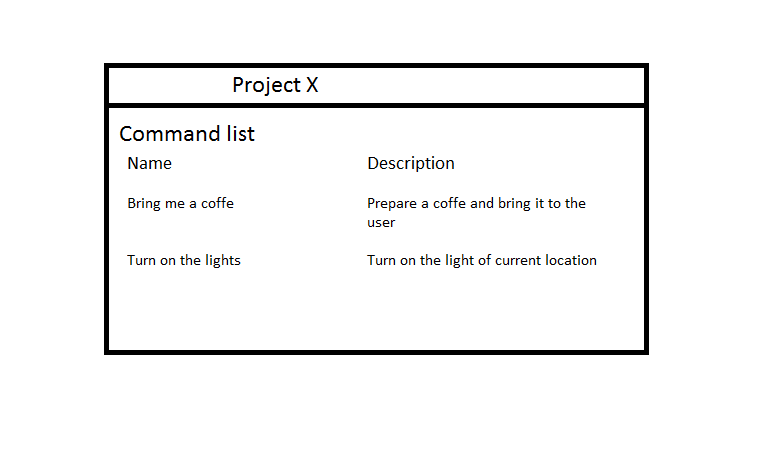 Project X
Command list
Name Description
Bring me a coffe Prepare a coffe and bring it to the
user
Turn on the lights Turn on the light of current location